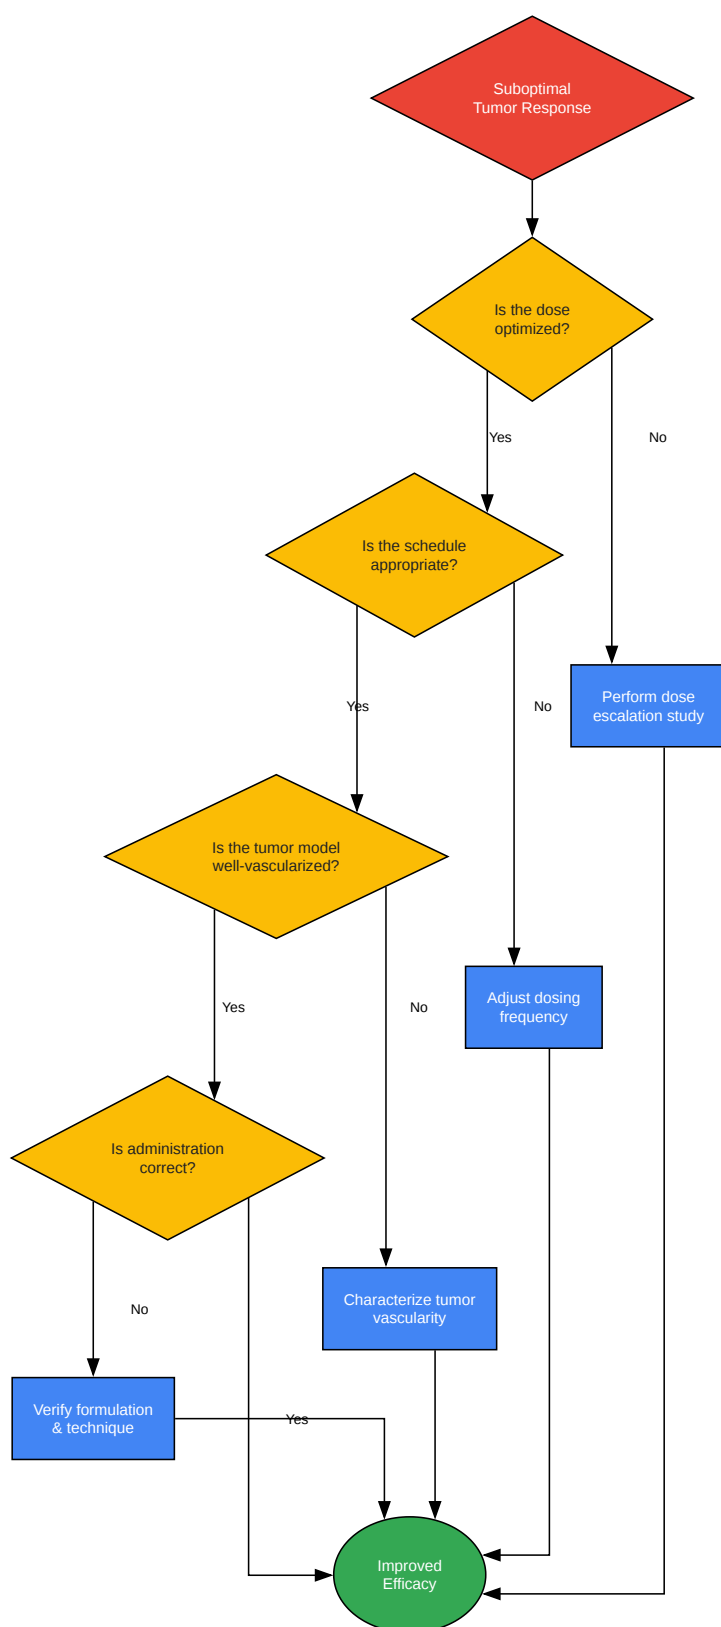 Suboptimal
Tumor Response
Is the dose
optimized?
Yes
No
Is the schedule
appropriate?
Perform dose
escalation study
Yes
No
Is the tumor model
well-vascularized?
Adjust dosing
frequency
Yes
No
Is administration
correct?
Characterize tumor
vascularity
No
Verify formulation
& technique
Yes
Improved
Efficacy